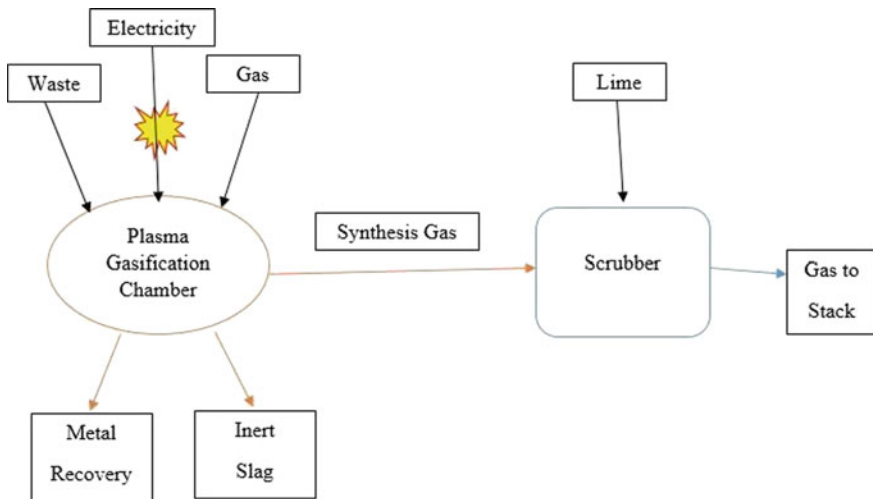 Electricity
Waste
Gas
Lime
Plasma
Gasification
Chamber
Synthesis Gas
Scrubber
Gas to
Stack
Metal
Recovery
Inert
Slag